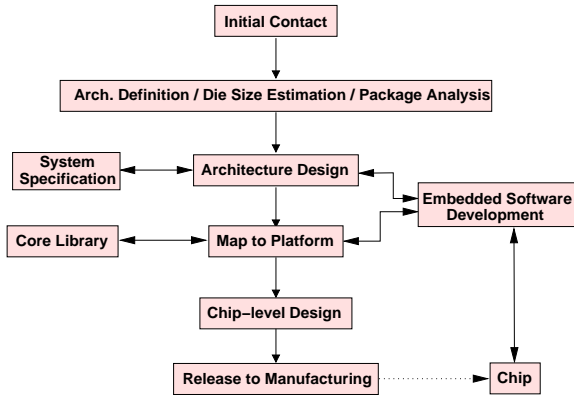 Initial Contact
Arch. Definition / Die Size Estimation / Package Analysis
System
Specification
Architecture Design
Embedded Software
Development
Core Library
Map to Platform
Chip–level Design
Release to Manufacturing
Chip